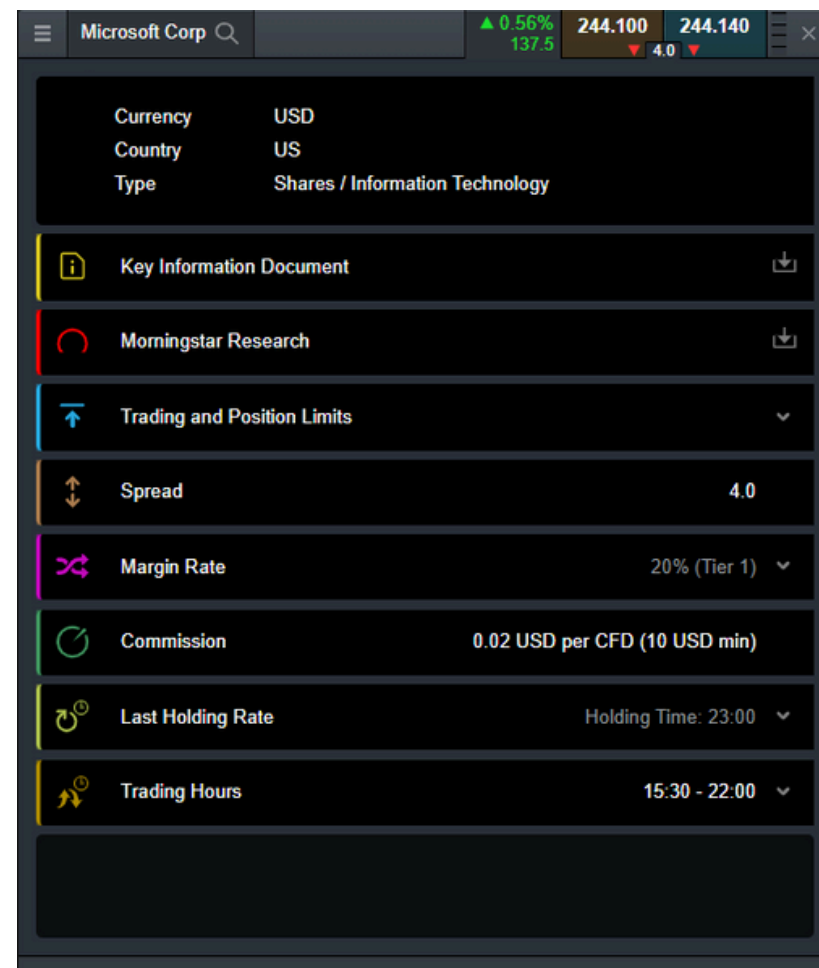 Microsoft Corp
▲ 0.56%
137.5
244.100 244.140
▼ 4.0 ▼
Currency USD
Country US
Type Shares / Information Technology
Key Information Document
Morningstar Research
Trading and Position Limits
Spread 4.0
Margin Rate 20% (Tier 1)
Commission 0.02 USD per CFD (10 USD min)
Last Holding Rate Holding Time: 23:00
Trading Hours 15:30 - 22:00